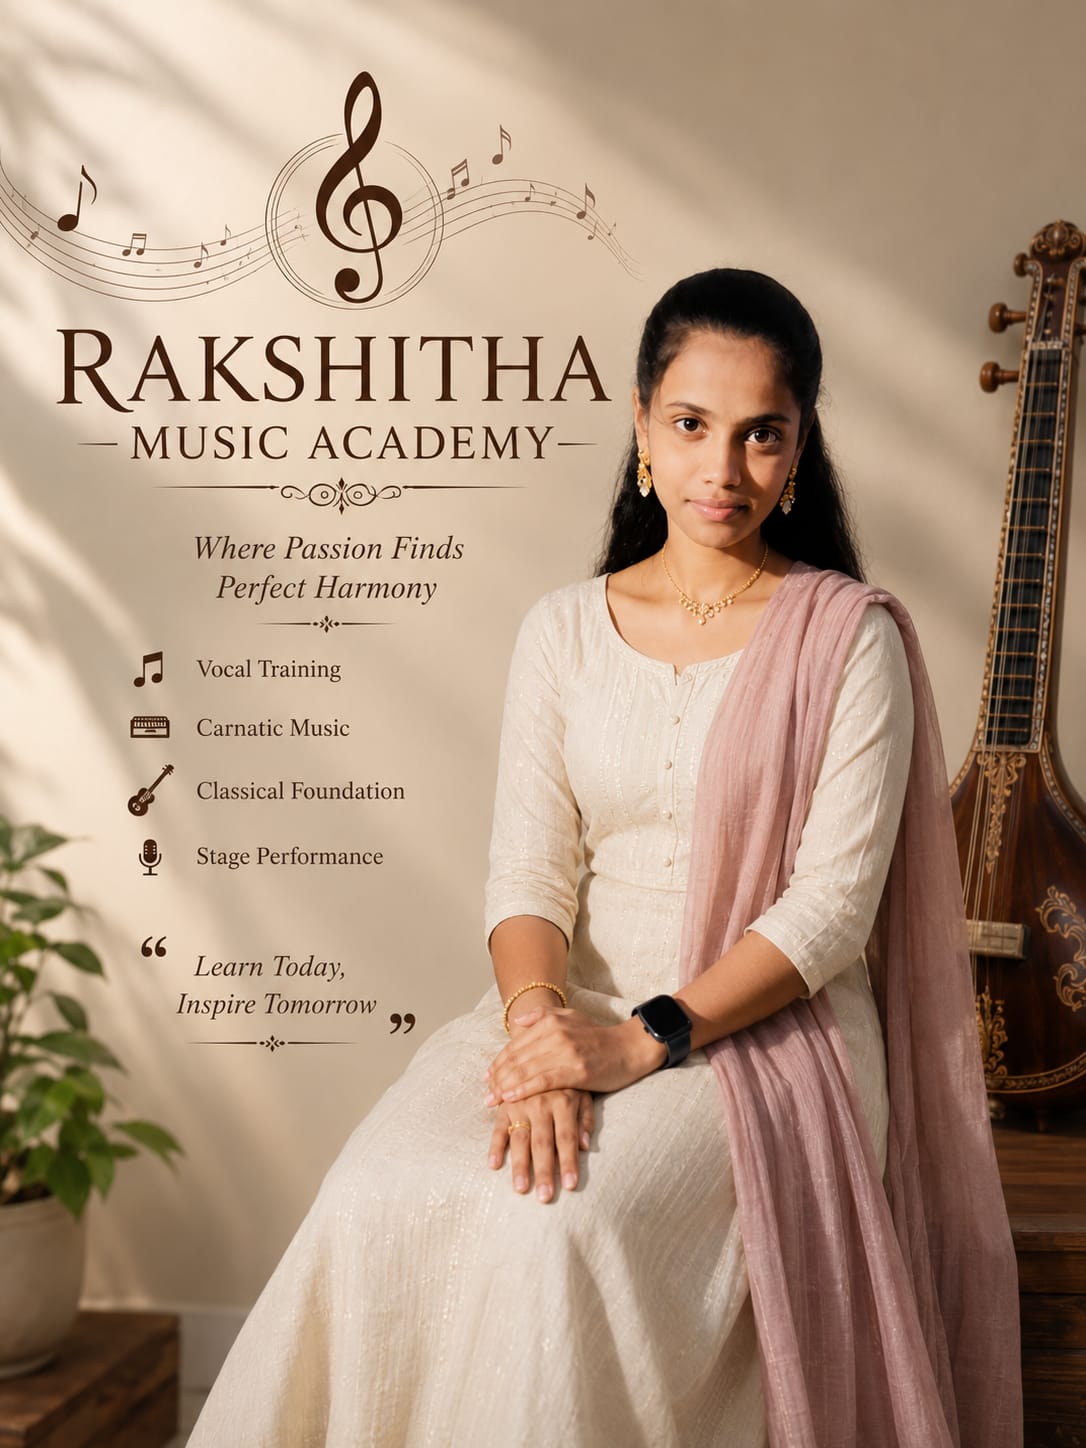 RAKSHITHA
MUSIC ACADEMY
Where Passion Finds
Perfect Harmony
Vocal Training
Carnatic Music
Classical Foundation
Stage Performance
“ Learn Today,
Inspire Tomorrow ”